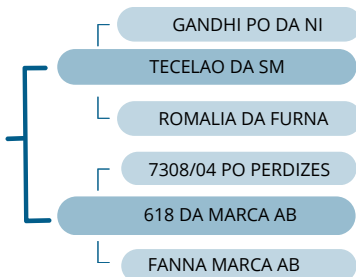 GANDHI PO DA NI
TECELAO DA SM
ROMALIA DA FURNA
7308/04 PO PERDIZES
618 DA MARCA AB
FANNA MARCA AB